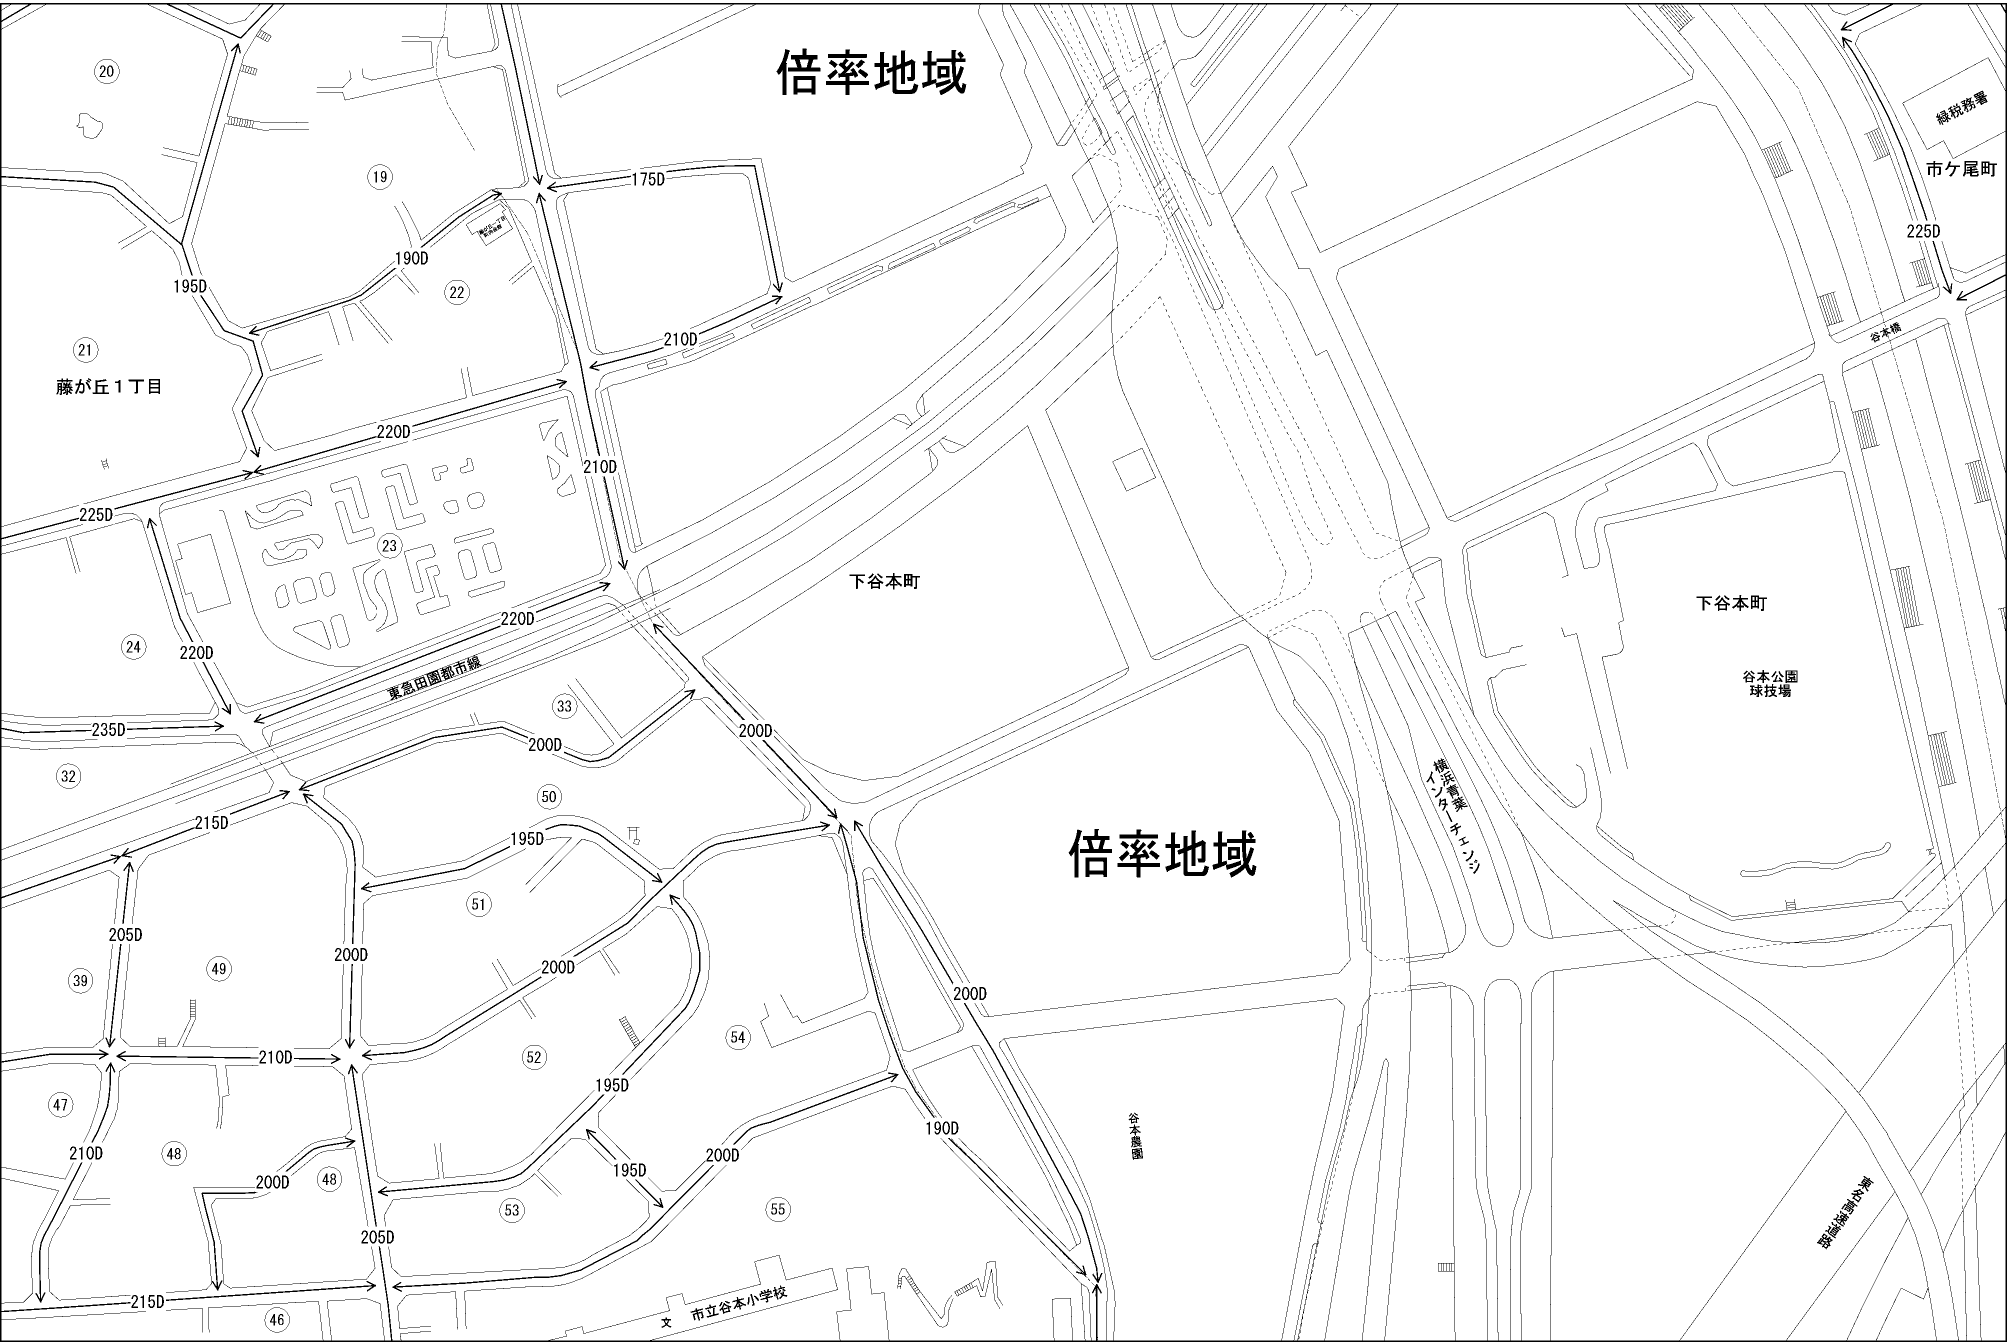 20
倍率地域
緑税務署
市ケ尾町
19
175D
225D
190D
195D
22
谷本橋
210D
21
藤が丘１丁目
220D
210D
225D
23
下谷本町
下谷本町
220D
24
220D
東急田園都市線
谷本公園
球技場
33
235D
200D
200D
32
横浜青葉
インターチェンジ
50
215D
195D
倍率地域
51
205D
200D
49
200D
39
200D
54
210D
52
195D
47
190D
谷本農園
210D
48
200D
195D
200D
48
53
55
東名高速道路
205D
215D
市立谷本小学校
文
46